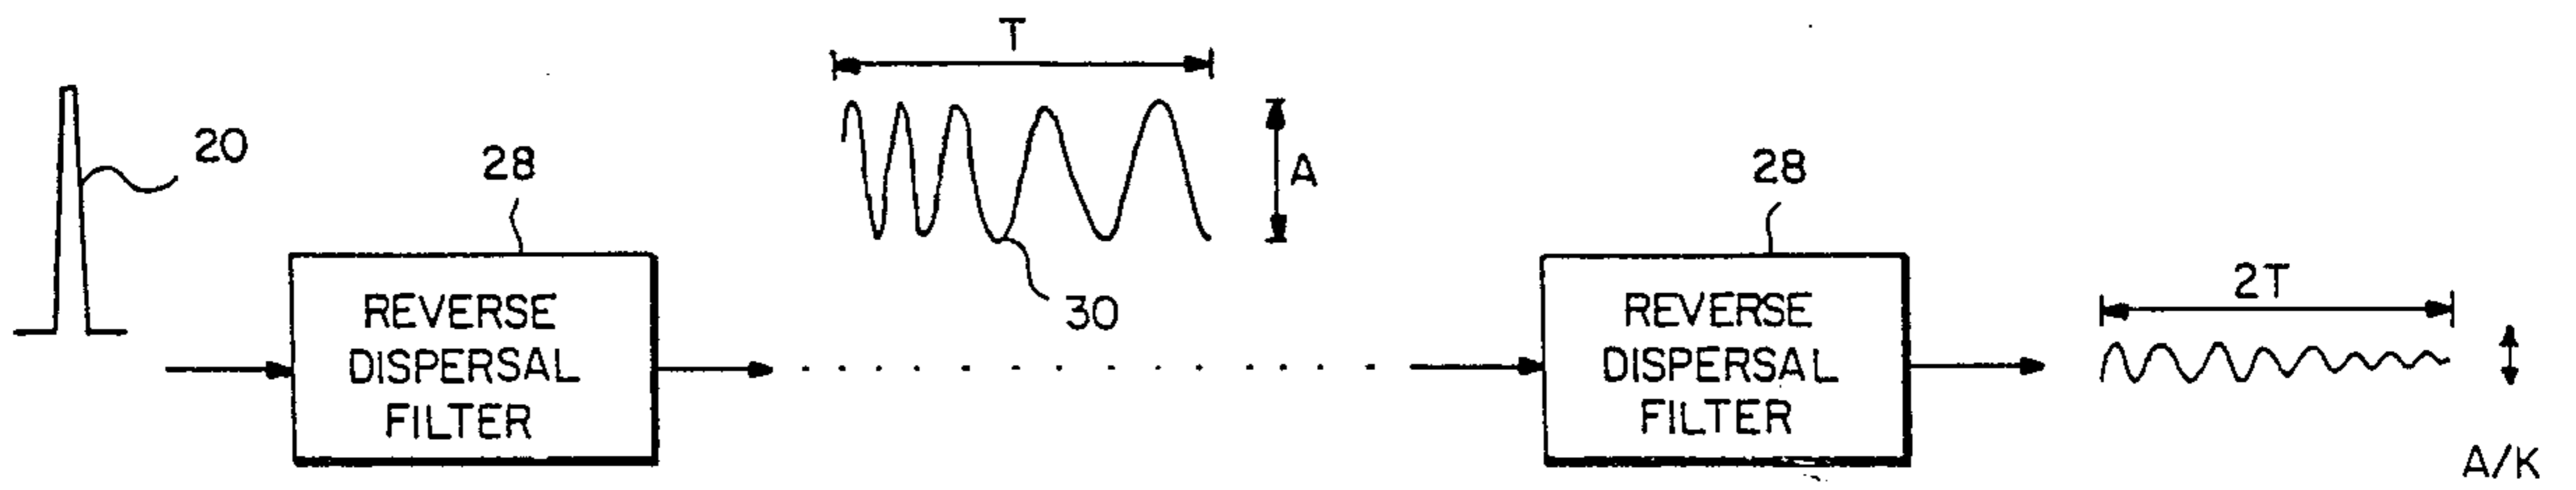 20
28
REVERSE
DISPERSAL
FILTER
T
A
30
28
REVERSE
DISPERSAL
FILTER
2T
A/K